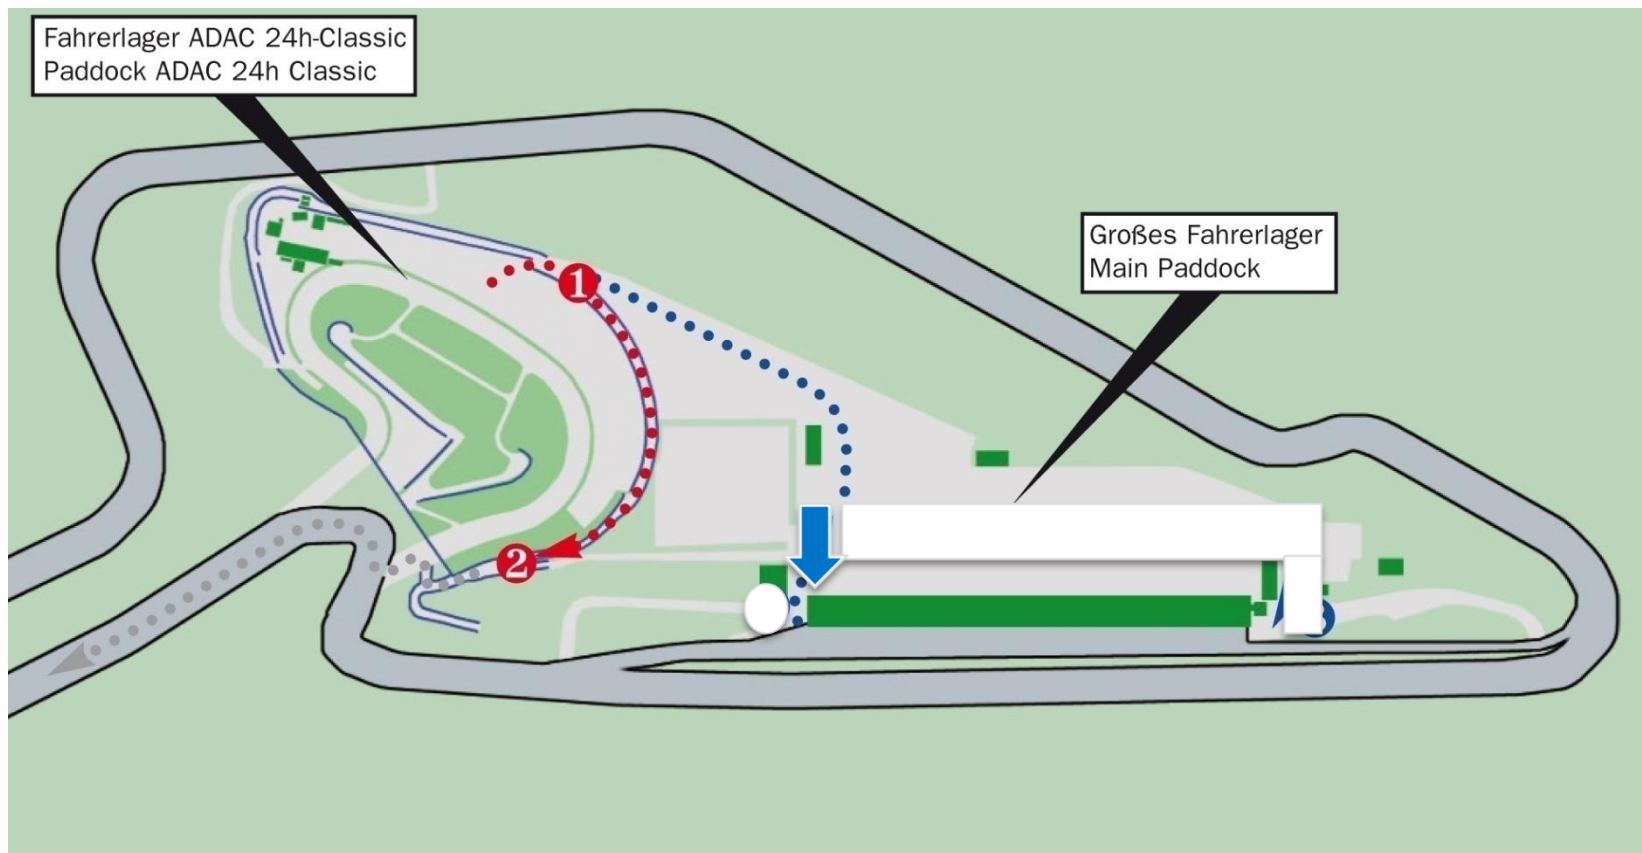 Fahrerlager ADAC 24h-Classic
Paddock ADAC 24h Classic
Großes Fahrerlager
Main Paddock
1
2